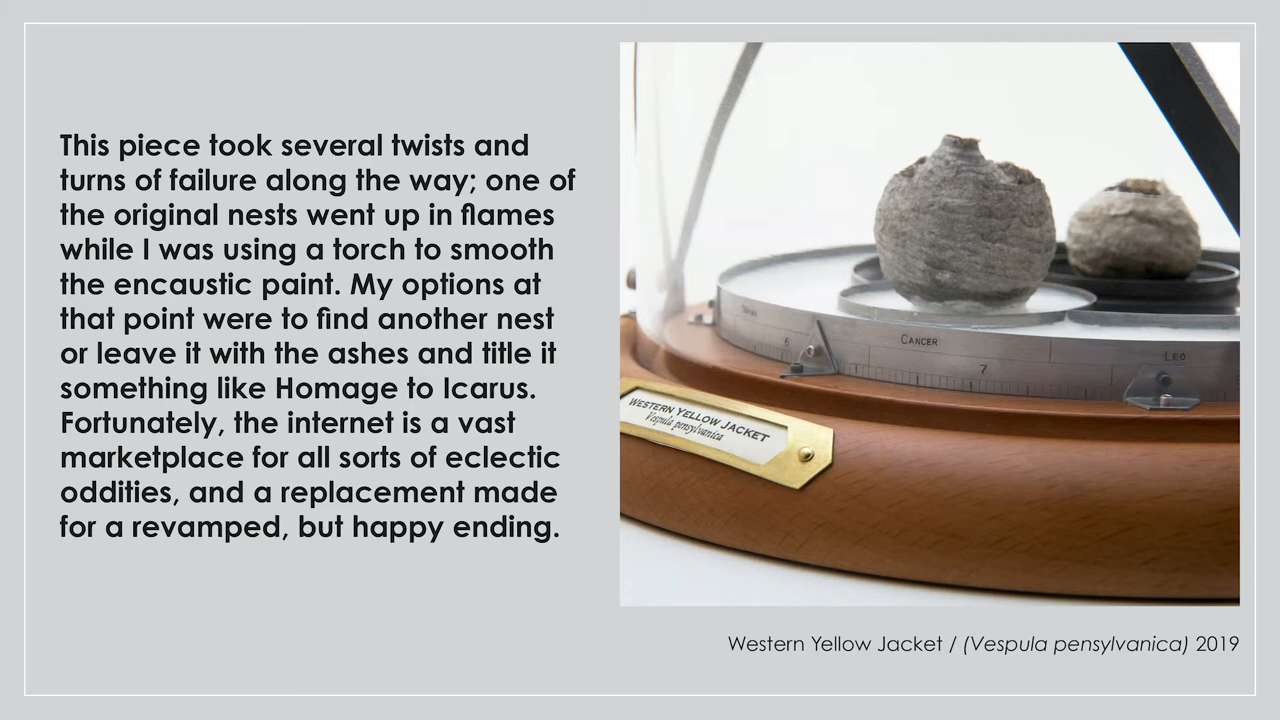 This piece took several twists and
turns of failure along the way; one of
the original nests went up in flames
while I was using a torch to smooth
the encaustic paint. My options at
that point were to find another nest
or leave it with the ashes and title it
something like Homage to Icarus.
Fortunately, the internet is a vast
marketplace for all sorts of eclectic
oddities, and a replacement made
for a revamped, but happy ending.
6
CANCER
7
LEO
WESTERN YELLOW JACKET
Vespula pensylvanica
Western Yellow Jacket / (Vespula pensylvanica) 2019